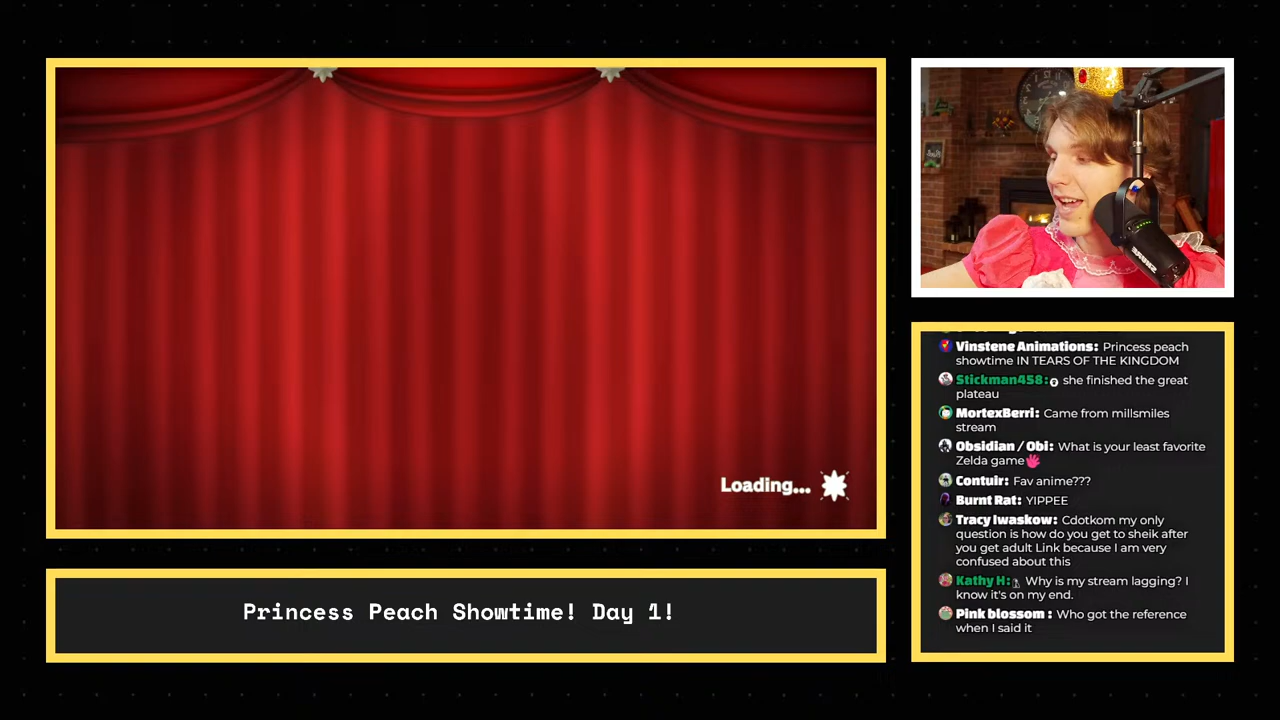 Loading...
Princess Peach Showtime! Day 1!
Vinstene Animations: Princess peach
showtime IN TEARS OF THE KINGDOM
Stickman458: she finished the great
plateau
MortexBerri: Came from millsmiles
stream
Obsidian / Obi: What is your least favorite
Zelda game
Contuir: Fav anime???
Burnt Rat: YIPPEE
Tracy Iwaskow: Cdotkom my only
question is how do you get to sheik after
you get adult Link because I am very
confused about this
Kathy H: Why is my stream lagging? I
know it's on my end.
Pink blossom : Who got the reference
when I said it